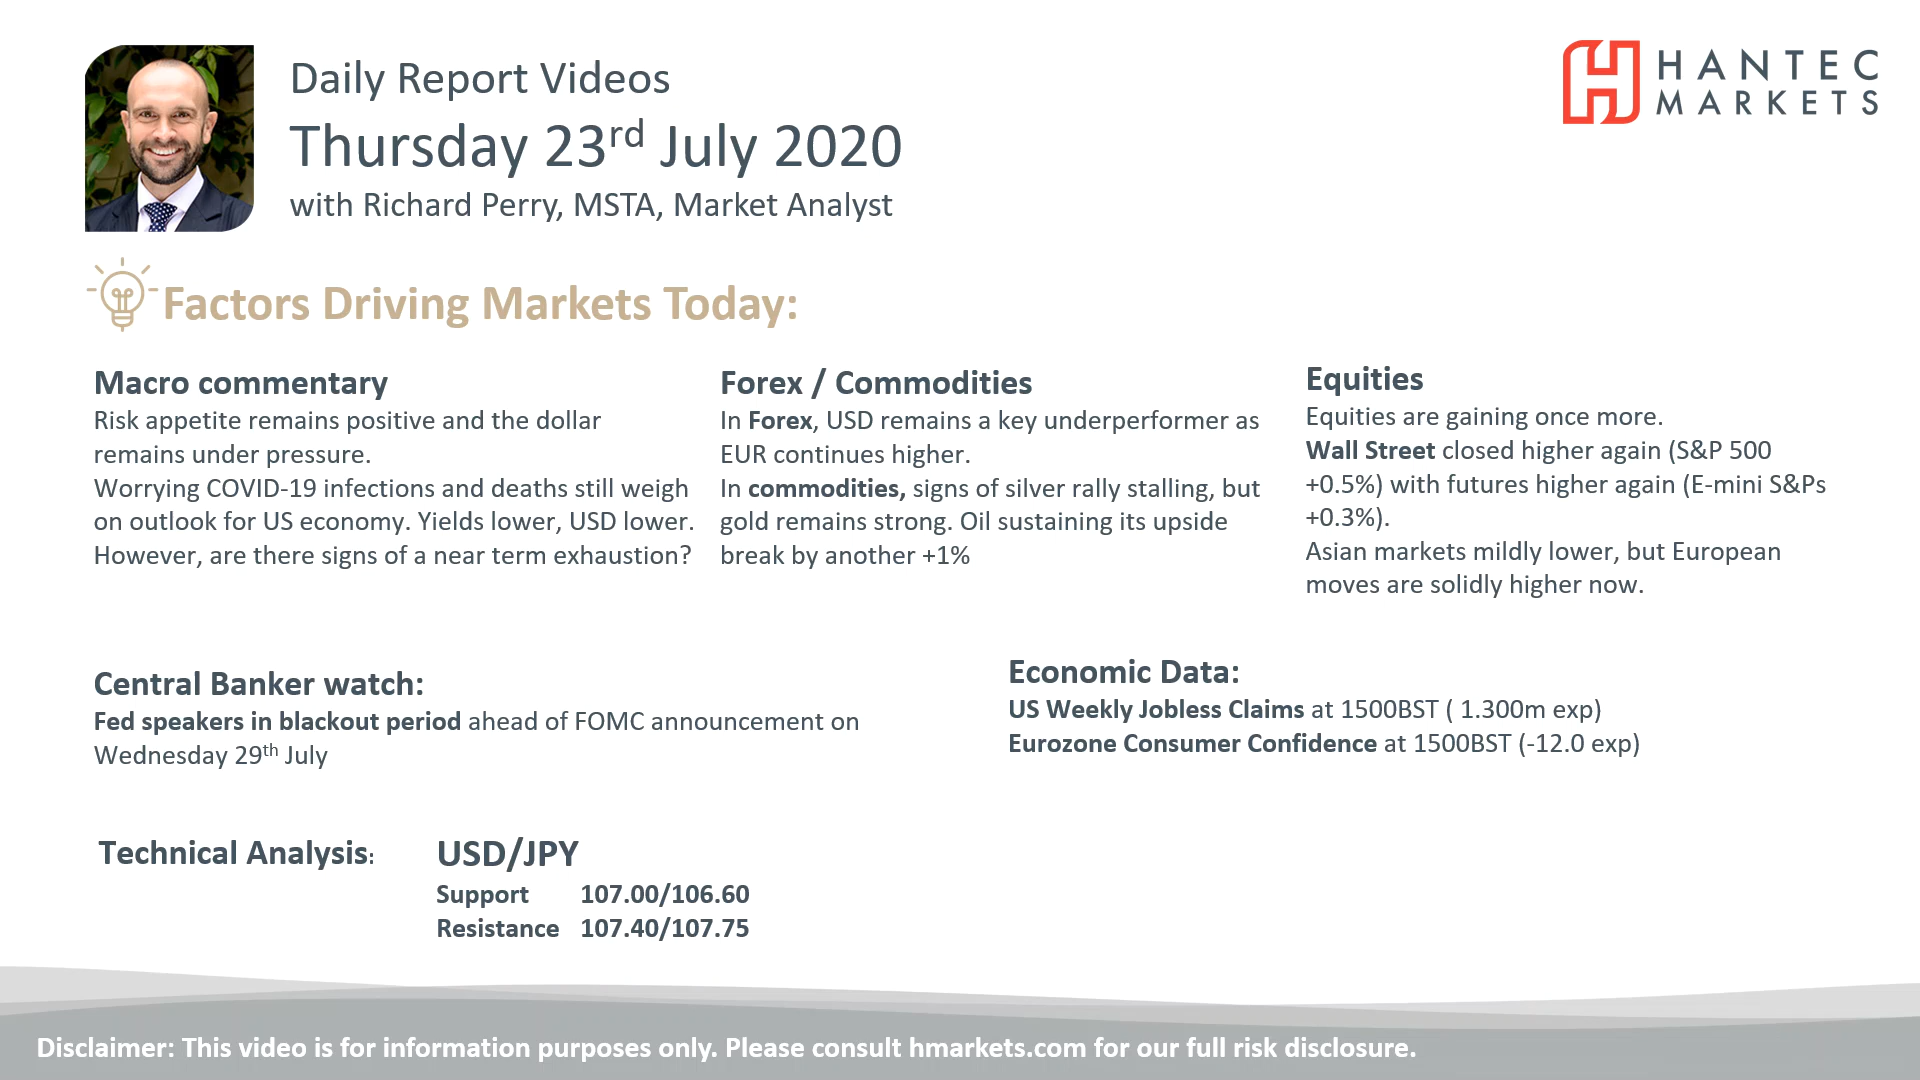 Daily Report Videos
Thursday 23rd July 2020
with Richard Perry, MSTA, Market Analyst
HANTEC
MARKETS
Factors Driving Markets Today:
Macro commentary
Risk appetite remains positive and the dollar
remains under pressure.
Worrying COVID-19 infections and deaths still weigh
on outlook for US economy. Yields lower, USD lower.
However, are there signs of a near term exhaustion?
Forex / Commodities
In Forex, USD remains a key underperformer as
EUR continues higher.
In commodities, signs of silver rally stalling, but
gold remains strong. Oil sustaining its upside
break by another +1%
Equities
Equities are gaining once more.
Wall Street closed higher again (S&P 500
+0.5%) with futures higher again (E-mini S&Ps
+0.3%).
Asian markets mildly lower, but European
moves are solidly higher now.
Central Banker watch:
Fed speakers in blackout period ahead of FOMC announcement on
Wednesday 29th July
Economic Data:
US Weekly Jobless Claims at 1500BST ( 1.300m exp)
Eurozone Consumer Confidence at 1500BST (-12.0 exp)
Technical Analysis:
USD/JPY
Support 107.00/106.60
Resistance 107.40/107.75
Disclaimer: This video is for information purposes only. Please consult hmarkets.com for our full risk disclosure.